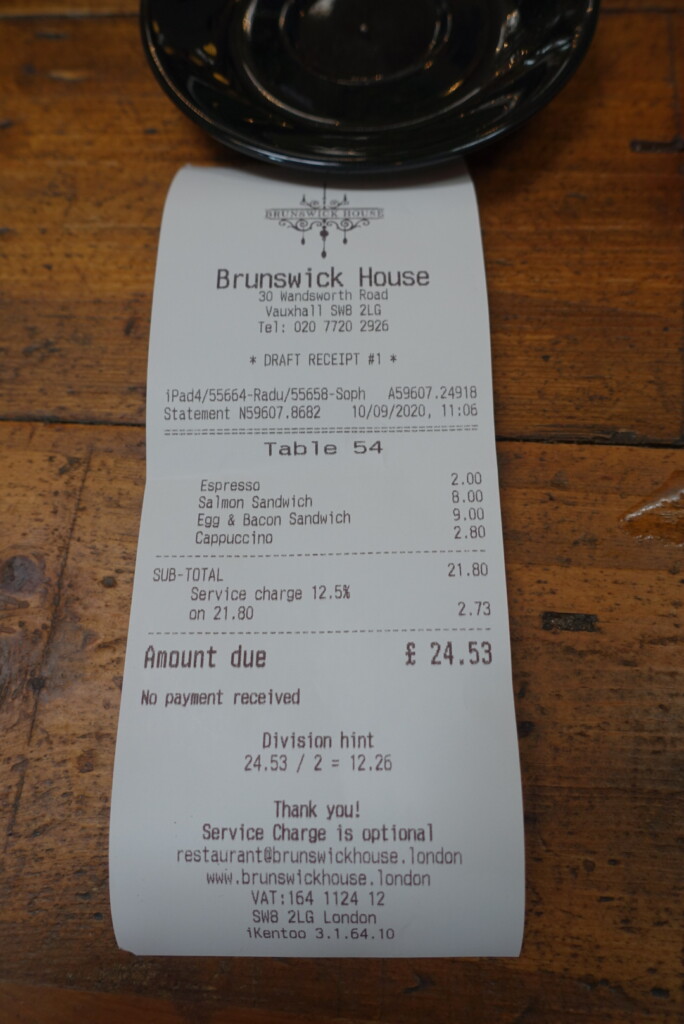 BRUNSWICK HOUSE
Brunswick House
30 Wandsworth Road
Vauxhall SW8 2LG
Tel: 020 7720 2926
* DRAFT RECEIPT #1 *
iPad4/55664-Radu/55658-Soph A59607.24918
Statement N59607.8682 10/09/2020, 11:06
Table 54
Espresso 2.00
Salmon Sandwich 8.00
Egg & Bacon Sandwich 9.00
Cappuccino 2.80
SUB-TOTAL 21.80
Service charge 12.5%
on 21.80 2.73
Amount due £ 24.53
No payment received
Division hint
24.53 / 2 = 12.26
Thank you!
Service Charge is optional
restaurant@brunswickhouse.london
www.brunswickhouse.london
VAT:164 1124 12
SW8 2LG London
iKentoo 3.1.64.10